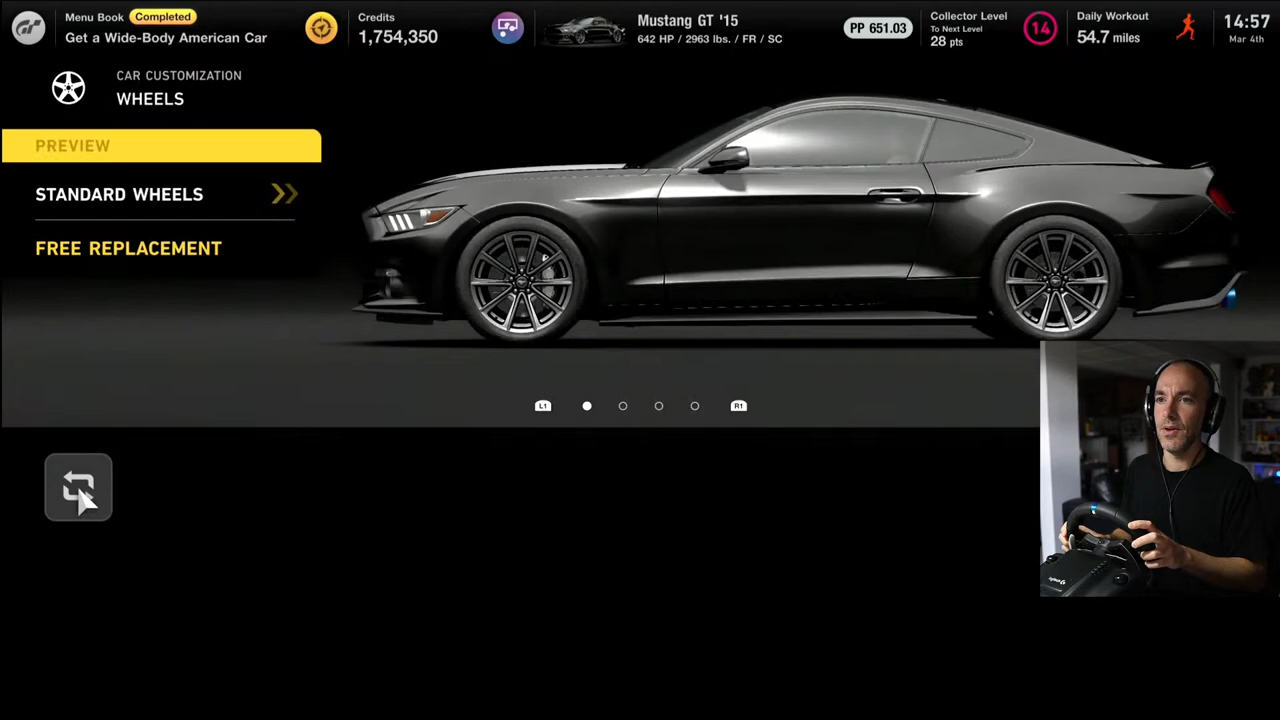 Menu Book Completed
Get a Wide-Body American Car
Credits
1,754,350
Mustang GT '15
642 HP / 2963 lbs. / FR / SC
PP 651.03
Collector Level
To Next Level
28 pts
14
Daily Workout
54.7 miles
14:57
Mar 4th
CAR CUSTOMIZATION
WHEELS
PREVIEW
STANDARD WHEELS
FREE REPLACEMENT
L1
R1